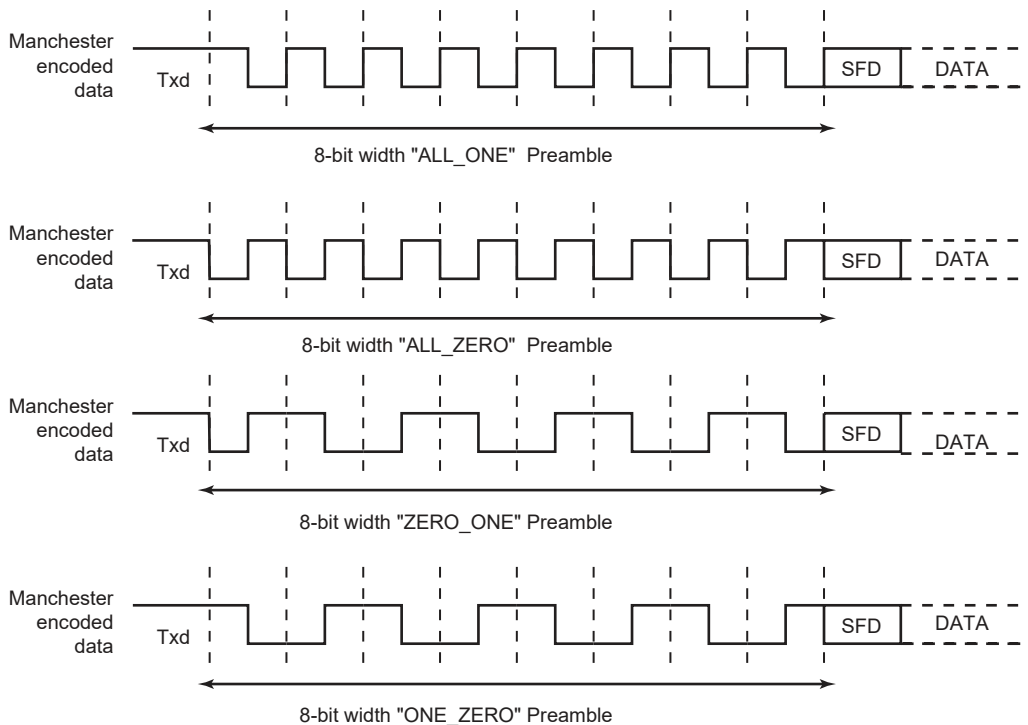 Manchester
encoded
data
Txd
SFD
DATA
8-bit width "ALL_ONE" Preamble
Manchester
encoded
data
Txd
SFD
DATA
8-bit width "ALL_ZERO" Preamble
Manchester
encoded
data
Txd
SFD
DATA
8-bit width "ZERO_ONE" Preamble
Manchester
encoded
data
Txd
SFD
DATA
8-bit width "ONE_ZERO" Preamble